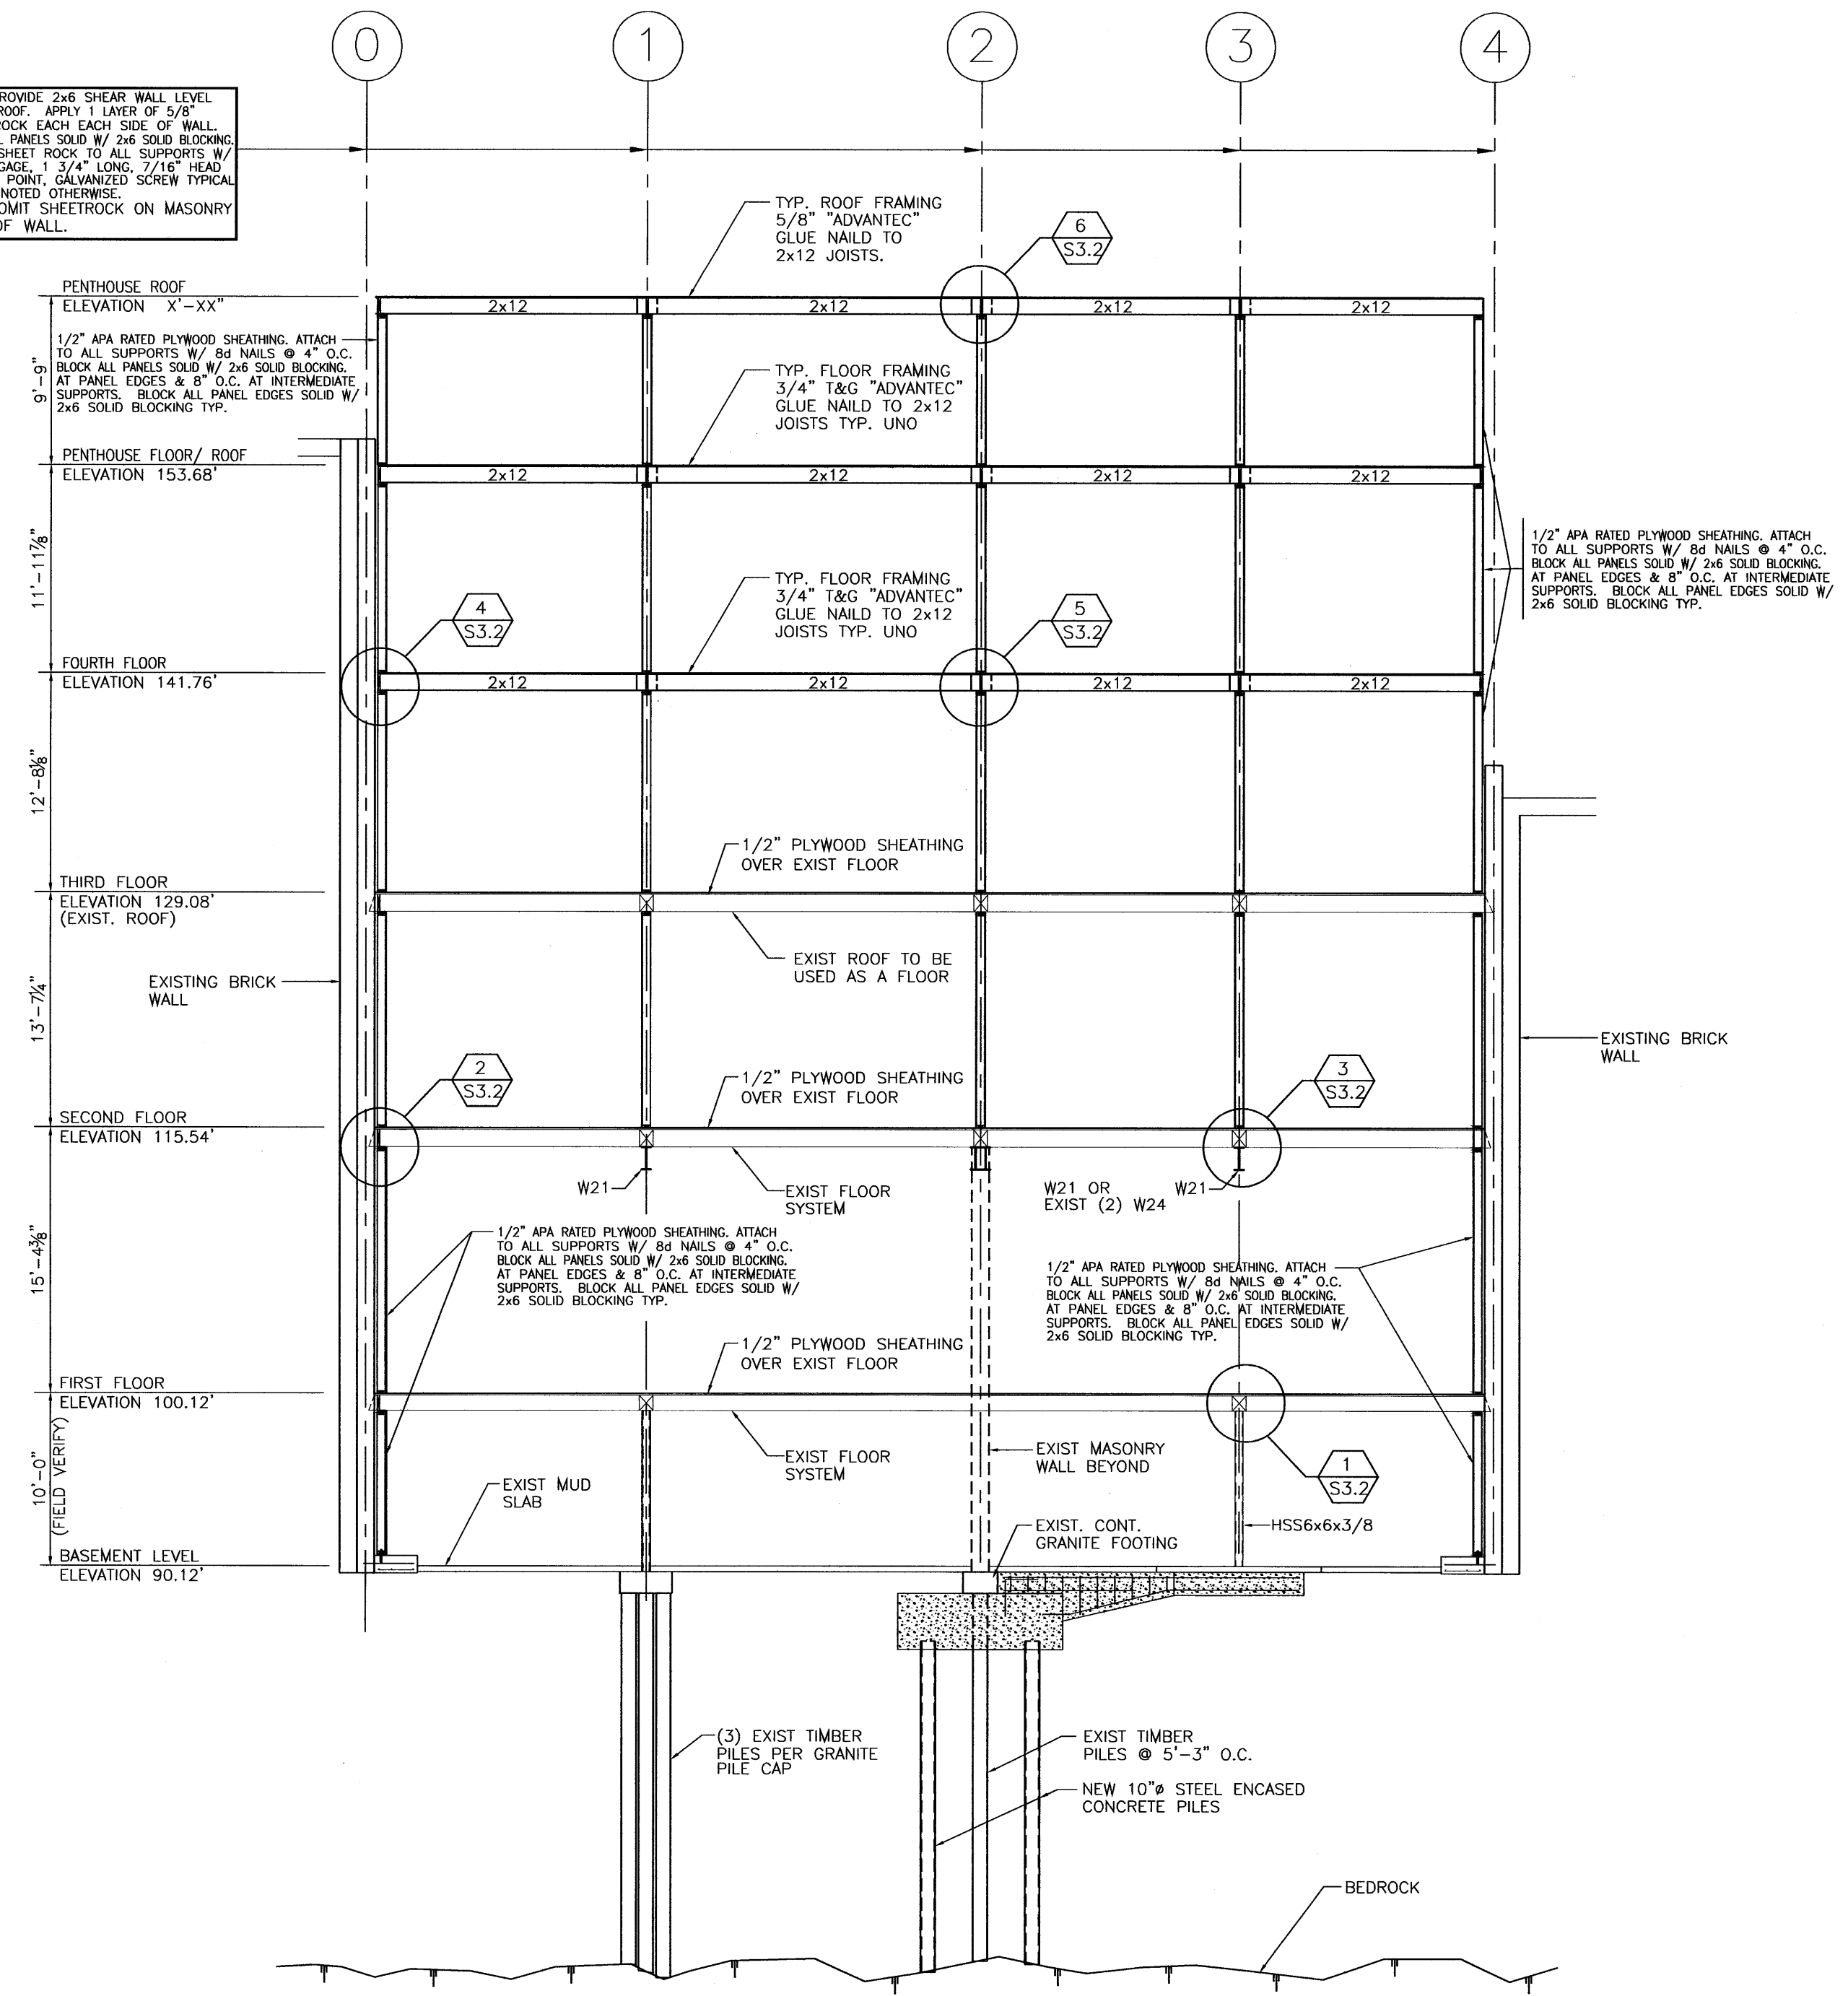 0
1
2
3
4
ROVIDE 2x6 SHEAR WALL LEVEL
ROOF. APPLY 1 LAYER OF 5/8"
ROCK EACH EACH SIDE OF WALL.
PANELS SOLID W/ 2x6 SOLID BLOCKING.
SHEET ROCK TO ALL SUPPORTS W/
GAGE, 1 3/4" LONG, 7/16" HEAD
POINT, GALVANIZED SCREW TYPICAL
NOTED OTHERWISE.
OMIT SHEETROCK ON MASONRY
OF WALL.
TYP. ROOF FRAMING
5/8" "ADVANTEC"
GLUE NAILD TO
2x12 JOISTS.
6
S3.2
PENTHOUSE ROOF
ELEVATION X'-XX"
2x12
2x12
2x12
2x12
1/2" APA RATED PLYWOOD SHEATHING. ATTACH
TO ALL SUPPORTS W/ 8d NAILS @ 4" O.C.
BLOCK ALL PANELS SOLID W/ 2x6 SOLID BLOCKING.
AT PANEL EDGES & 8" O.C. AT INTERMEDIATE
SUPPORTS. BLOCK ALL PANEL EDGES SOLID W/
2x6 SOLID BLOCKING TYP.
9'-9"
TYP. FLOOR FRAMING
3/4" T&G "ADVANTEC"
GLUE NAILD TO 2x12
JOISTS TYP. UNO
PENTHOUSE FLOOR/ ROOF
ELEVATION 153.68'
2x12
2x12
2x12
2x12
11'-11⅞"
1/2" APA RATED PLYWOOD SHEATHING. ATTACH
TO ALL SUPPORTS W/ 8d NAILS @ 4" O.C.
BLOCK ALL PANELS SOLID W/ 2x6 SOLID BLOCKING.
AT PANEL EDGES & 8" O.C. AT INTERMEDIATE
SUPPORTS. BLOCK ALL PANEL EDGES SOLID W/
2x6 SOLID BLOCKING TYP.
TYP. FLOOR FRAMING
3/4" T&G "ADVANTEC"
GLUE NAILD TO 2x12
JOISTS TYP. UNO
4
S3.2
5
S3.2
FOURTH FLOOR
ELEVATION 141.76'
2x12
2x12
2x12
2x12
12'-8⅛"
1/2" PLYWOOD SHEATHING
OVER EXIST FLOOR
THIRD FLOOR
ELEVATION 129.08'
(EXIST. ROOF)
EXIST ROOF TO BE
USED AS A FLOOR
EXISTING BRICK
WALL
13'-7¼"
EXISTING BRICK
WALL
2
S3.2
1/2" PLYWOOD SHEATHING
OVER EXIST FLOOR
3
S3.2
SECOND FLOOR
ELEVATION 115.54'
W21
EXIST FLOOR
SYSTEM
W21 OR
EXIST (2) W24
W21
15'-4⅜"
1/2" APA RATED PLYWOOD SHEATHING. ATTACH
TO ALL SUPPORTS W/ 8d NAILS @ 4" O.C.
BLOCK ALL PANELS SOLID W/ 2x6 SOLID BLOCKING.
AT PANEL EDGES & 8" O.C. AT INTERMEDIATE
SUPPORTS. BLOCK ALL PANEL EDGES SOLID W/
2x6 SOLID BLOCKING TYP.
1/2" APA RATED PLYWOOD SHEATHING. ATTACH
TO ALL SUPPORTS W/ 8d NAILS @ 4" O.C.
BLOCK ALL PANELS SOLID W/ 2x6 SOLID BLOCKING.
AT PANEL EDGES & 8" O.C. AT INTERMEDIATE
SUPPORTS. BLOCK ALL PANEL EDGES SOLID W/
2x6 SOLID BLOCKING TYP.
1/2" PLYWOOD SHEATHING
OVER EXIST FLOOR
FIRST FLOOR
ELEVATION 100.12'
10'-0"
(FIELD VERIFY)
EXIST FLOOR
SYSTEM
EXIST MASONRY
WALL BEYOND
1
S3.2
EXIST MUD
SLAB
EXIST. CONT.
GRANITE FOOTING
HSS6x6x3/8
BASEMENT LEVEL
ELEVATION 90.12'
(3) EXIST TIMBER
PILES PER GRANITE
PILE CAP
EXIST TIMBER
PILES @ 5'-3" O.C.
NEW 10"ø STEEL ENCASED
CONCRETE PILES
BEDROCK